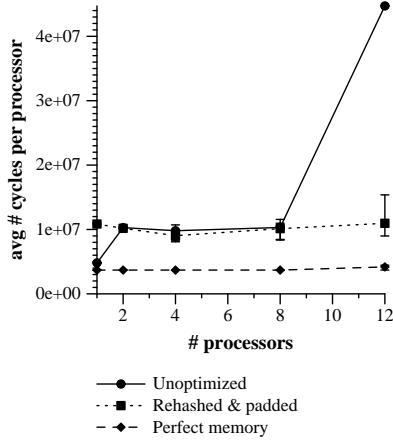 4e+07
3e+07
2e+07
1e+07
0e+00
avg # cycles per processor
2 4 6 8 10 12
# processors
Unoptimized
Rehashed & padded
Perfect memory